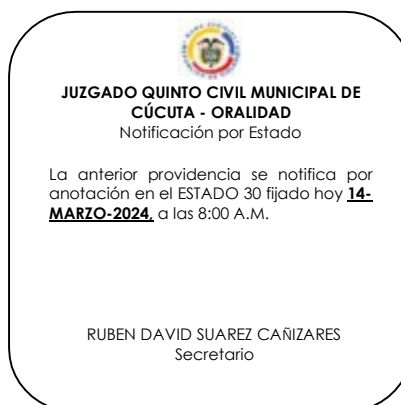 JUZGADO QUINTO CIVIL MUNICIPAL DE
CÚCUTA - ORALIDAD
Notificación por Estado
La anterior providencia se notifica por
anotación en el ESTADO 30 fijado hoy 14-
MARZO-2024, a las 8:00 A.M.
RUBEN DAVID SUAREZ CAÑIZARES
Secretario